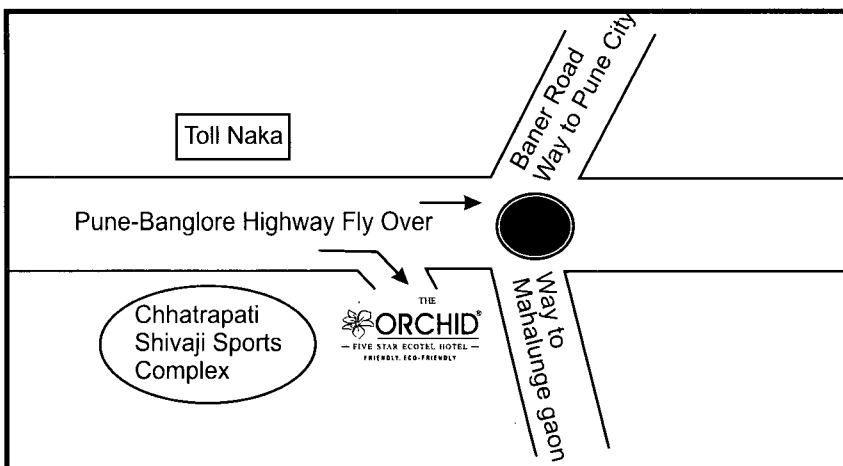 Baner Road
Way to Pune City
Toll Naka
Pune-Banglore Highway Fly Over
Chhatrapati
Shivaji Sports
Complex
THE
ORCHID®
— FIVE STAR ECOTEL HOTEL —
FRIENDLY. ECO-FRIENDLY
Way to
Mahalunge gaon